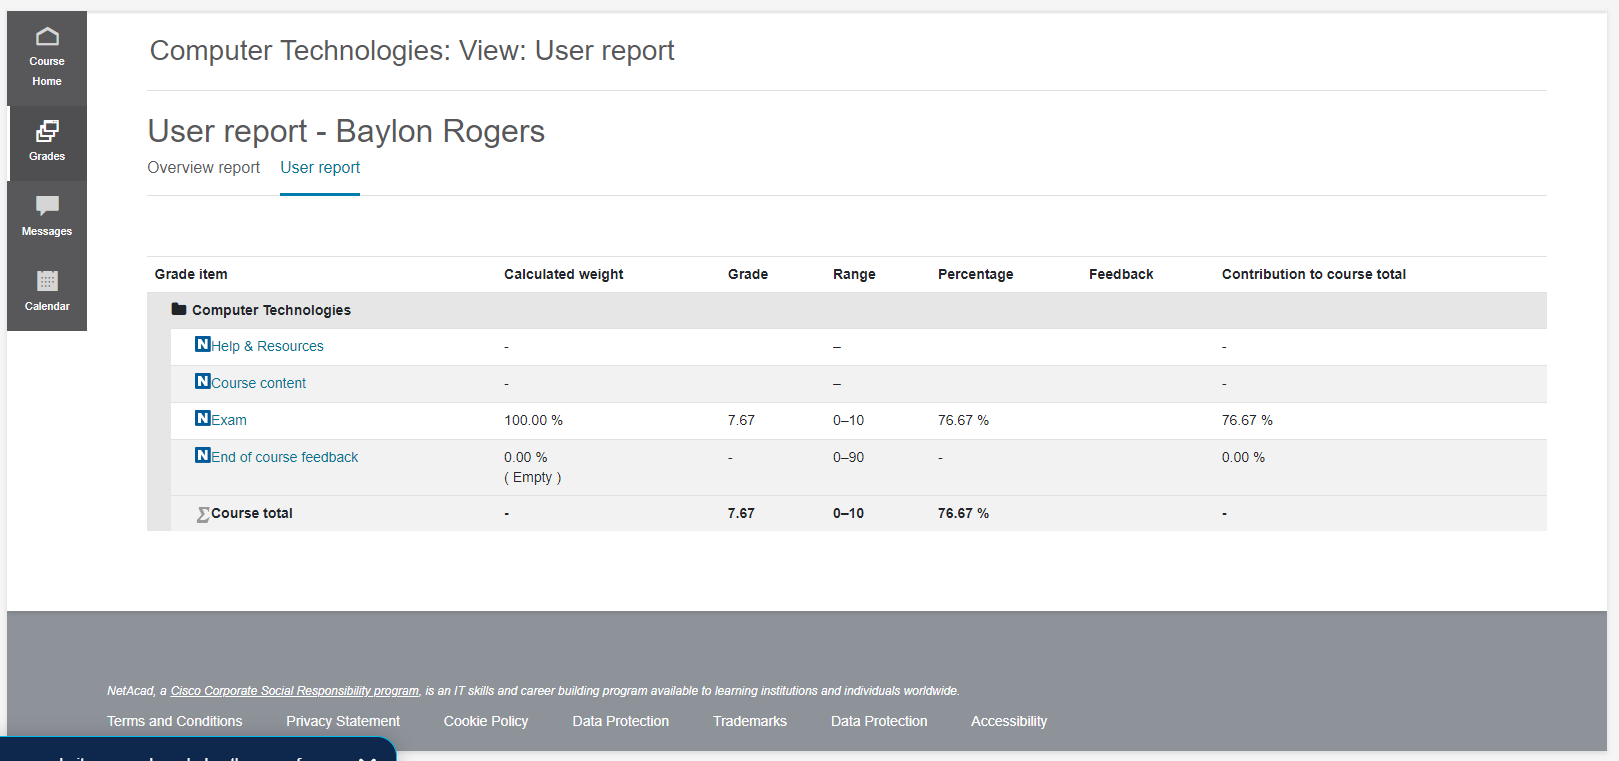 Course
Home
Grades
Messages
Calendar
Computer Technologies: View: User report
User report - Baylon Rogers
Overview report User report
Grade item Calculated weight Grade Range Percentage Feedback Contribution to course total
Computer Technologies
N Help & Resources - – -
N Course content - – -
N Exam 100.00 % 7.67 0–10 76.67 % 76.67 %
N End of course feedback 0.00 % - 0–90 - 0.00 %
( Empty )
Σ Course total - 7.67 0–10 76.67 % -
NetAcad, a Cisco Corporate Social Responsibility program, is an IT skills and career building program available to learning institutions and individuals worldwide.
Terms and Conditions Privacy Statement Cookie Policy Data Protection Trademarks Data Protection Accessibility